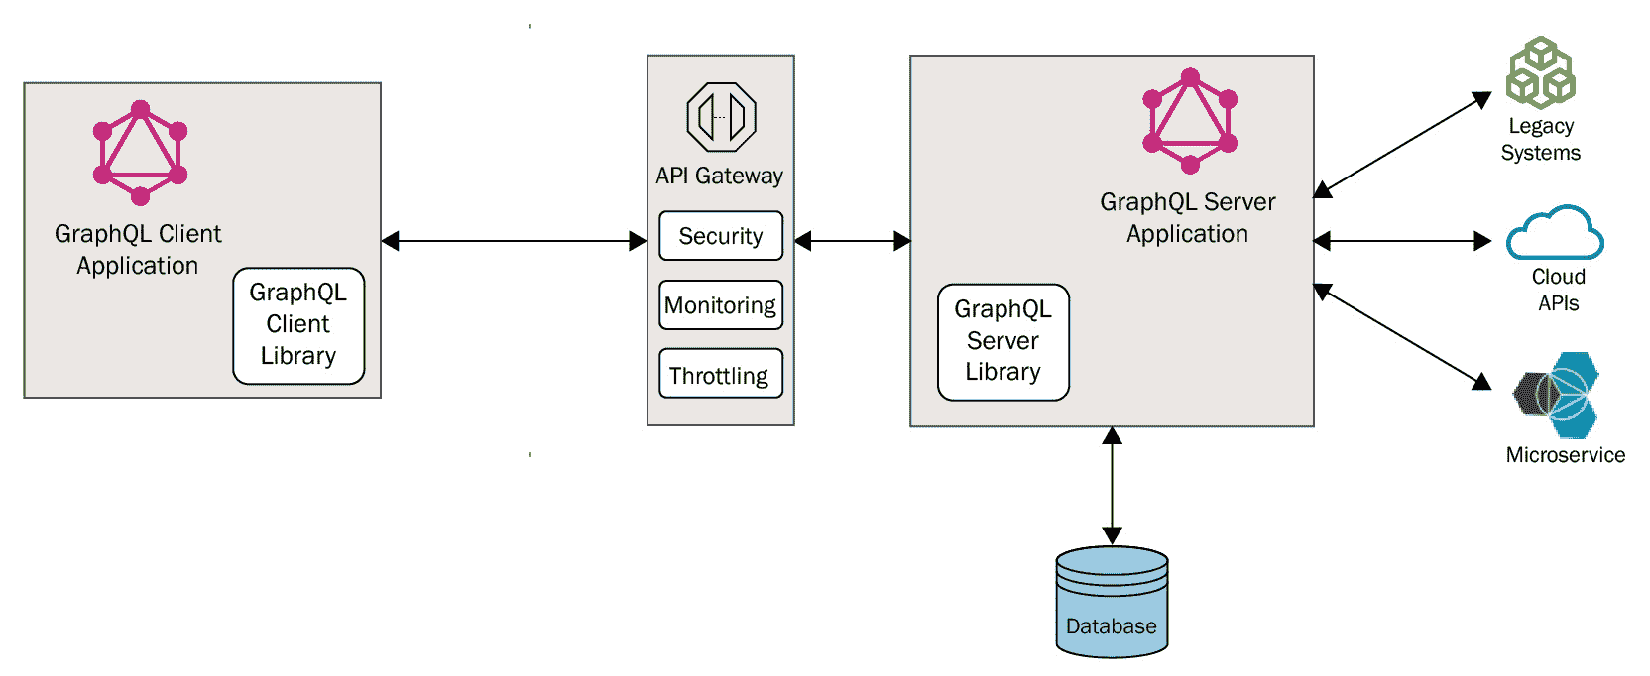 GraphQL Client
Application
GraphQL
Client
Library
API Gateway
Security
Monitoring
Throttling
GraphQL Server
Application
GraphQL
Server
Library
Database
Legacy
Systems
Cloud
APIs
Microservice